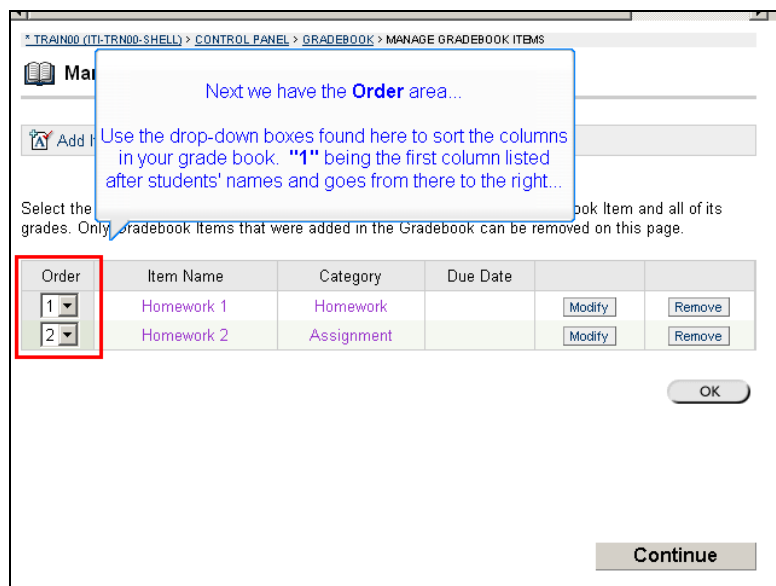 * TRAIN00 (ITI-TRN00-SHELL) > CONTROL PANEL > GRADEBOOK > MANAGE GRADEBOOK ITEMS
Next we have the Order area...
Use the drop-down boxes found here to sort the columns
in your grade book. "1" being the first column listed
after students' names and goes from there to the right...
Add
Select the ook Item and all of its
grades. Only Gradebook Items that were added in the Gradebook can be removed on this page.
Order Item Name Category Due Date
1 Homework 1 Homework Modify Remove
2 Homework 2 Assignment Modify Remove
OK
Continue